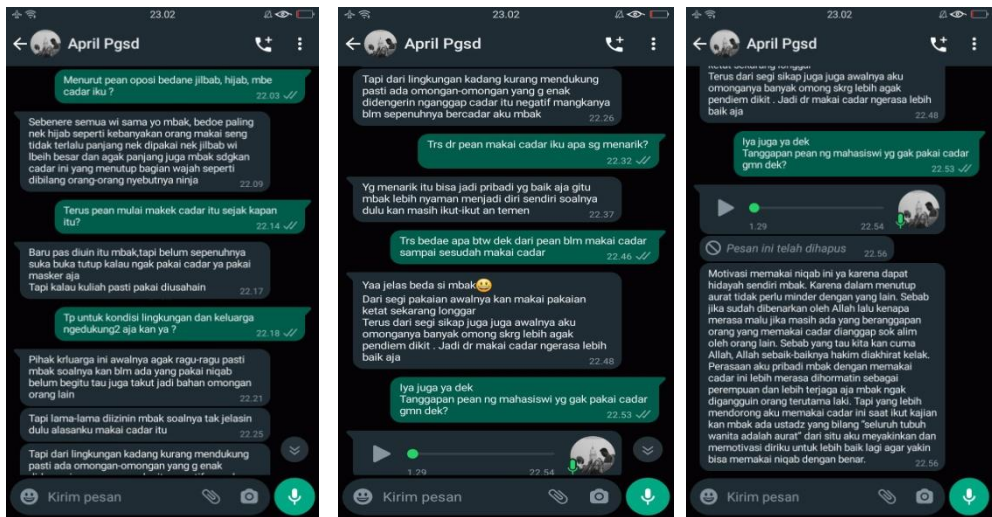 23.02
April Pgsd
Menurut pean oposi bedane jilbab, hijab, mbe
cadar iku ?
22.03
Sebenere semua wi sama yo mbak, bedoe paling
nek hijab seperti kebanyakan orang makai seng
tidak terlalu panjang nek dipakai nek jilbab wi
lbeih besar dan agak panjang juga mbak sdgkan
cadar ini yang menutup bagian wajah seperti
dibilang orang-orang nyebutnya ninja
22.09
Terus pean mulai makek cadar itu sejak kapan
itu?
22.14
Baru pas diuin itu mbak,tapi belum sepenuhnya
suka buka tutup kalau ngak pakai cadar ya pakai
masker aja
Tapi kalau kuliah pasti pakai diusahain
22.17
Tp untuk kondisi lingkungan dan keluarga
ngedukung2 aja kan ya ?
22.18
Pihak krluarga ini awalnya agak ragu-ragu pasti
mbak soalnya kan blm ada yang pakai niqab
belum begitu tau juga takut jadi bahan omongan
orang lain
22.21
Tapi lama-lama diizinin mbak soalnya tak jelasin
dulu alasanku makai cadar itu
22.25
Tapi dari lingkungan kadang kurang mendukung
pasti ada omongan-omongan yang g enak
Kirim pesan
23.02
April Pgsd
Tapi dari lingkungan kadang kurang mendukung
pasti ada omongan-omongan yang g enak
didengerin nganggap cadar itu negatif mangkanya
blm sepenuhnya bercadar aku mbak
22.26
Trs dr pean makai cadar iku apa sg menarik?
22.32
Yg menarik itu bisa jadi pribadi yg baik aja gitu
mbak lebih nyaman menjadi diri sendiri soalnya
dulu kan masih ikut-ikut an temen
22.37
Trs bedae apa btw dek dari pean blm makai cadar
sampai sesudah makai cadar
22.46
Yaa jelas beda si mbak😃
Dari segi pakaian awalnya kan makai pakaian
ketat sekarang longgar
Terus dari segi sikap juga juga awalnya aku
omonganya banyak omong skrg lebih agak
pendiem dikit . Jadi dr makai cadar ngerasa lebih
baik aja
22.48
Iya juga ya dek
Tanggapan pean ng mahasiswi yg gak pakai cadar
gmn dek?
22.53
1.29
22.54
Kirim pesan
23.02
April Pgsd
ketat sekarang longgar
Terus dari segi sikap juga juga awalnya aku
omonganya banyak omong skrg lebih agak
pendiem dikit . Jadi dr makai cadar ngerasa lebih
baik aja
22.48
Iya juga ya dek
Tanggapan pean ng mahasiswi yg gak pakai cadar
gmn dek?
22.53
1.29
22.54
Pesan ini telah dihapus
22.56
Motivasi memakai niqab ini ya karena dapat
hidayah sendiri mbak. Karena dalam menutup
aurat tidak perlu minder dengan yang lain. Sebab
jika sudah dibenarkan oleh Allah lalu kenapa
merasa malu jika masih ada yang beranggapan
orang yang memakai cadar dianggap sok alim
oleh orang lain. Sebab yang tau kita kan cuma
Allah, Allah sebaik-baiknya hakim diakhirat kelak.
Perasaan aku pribadi mbak dengan memakai
cadar ini lebih merasa dihormatin sebagai
perempuan dan lebih terjaga aja mbak ngak
digangguin orang terutama laki. Tapi yang lebih
mendorong aku memakai cadar ini saat ikut kajian
kan mbak ada ustadz yang bilang "seluruh tubuh
wanita adalah aurat" dari situ aku meyakinkan dan
memotivasi diriku untuk lebih baik lagi agar yakin
bisa memakai niqab dengan benar.
22.56
Kirim pesan